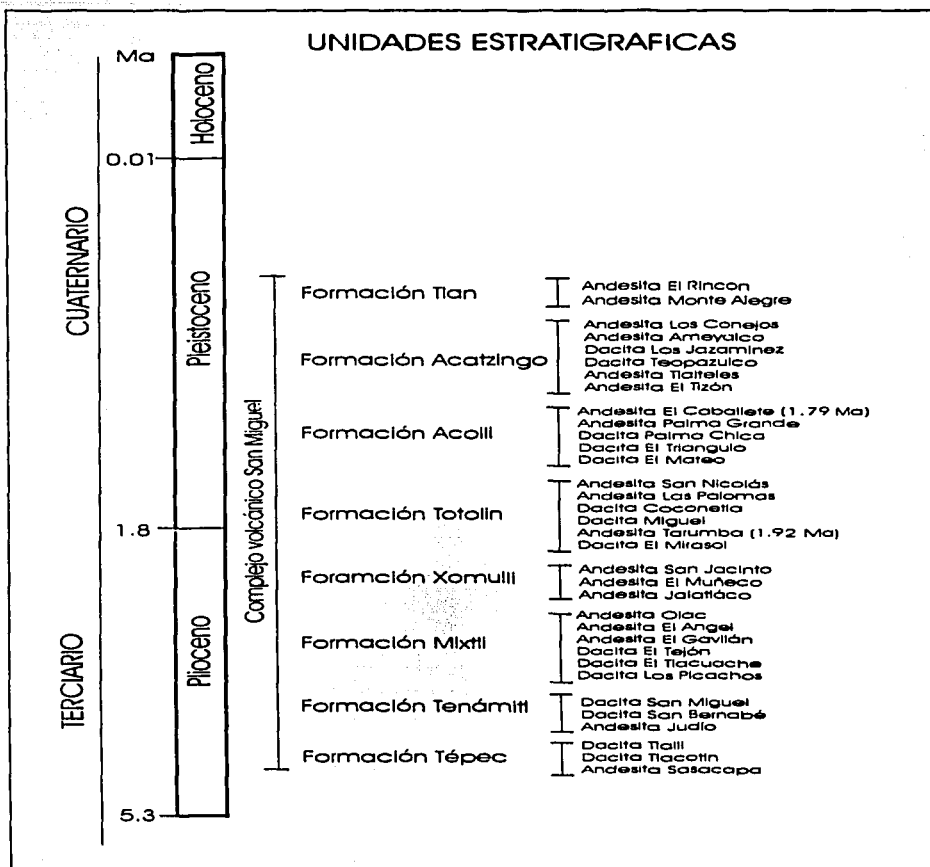 UNIDADES ESTRATIGRAFICAS
Ma
Holoceno
0.01
CUATERNARIO
Pleistoceno
1.8
TERCIARIO
Plioceno
5.3
Complejo volcánico San Miguel
Formación Tlan
Andesita El Rincon
Andesita Monte Alegre
Formación Acatzingo
Andesita Los Conejos
Andesita Ameyalco
Dacita Los Jazaminez
Dacita Teopazulco
Andesita Tlalteles
Andesita El Tizón
Formación Acolli
Andesita El Caballete (1.79 Ma)
Andesita Palma Grande
Dacita Palma Chica
Dacita El Triangulo
Dacita El Mateo
Formación Totolin
Andesita San Nicolás
Andesita Las Palomas
Dacita Coconetla
Dacita Miguel
Andesita Tarumba (1.92 Ma)
Dacita El Mirasol
Foramción Xomulli
Andesita San Jacinto
Andesita El Muñeco
Andesita Jalatláco
Formación Mixtli
Andesita Olac
Andesita El Angel
Andesita El Gavilán
Dacita El Tejón
Dacita El Tlacuache
Dacita Los Picachos
Formación Tenámitl
Dacita San Miguel
Dacita San Bernabé
Andesita Judío
Formación Tépec
Dacita Tlalli
Dacita Tlacotin
Andesita Sasacapa